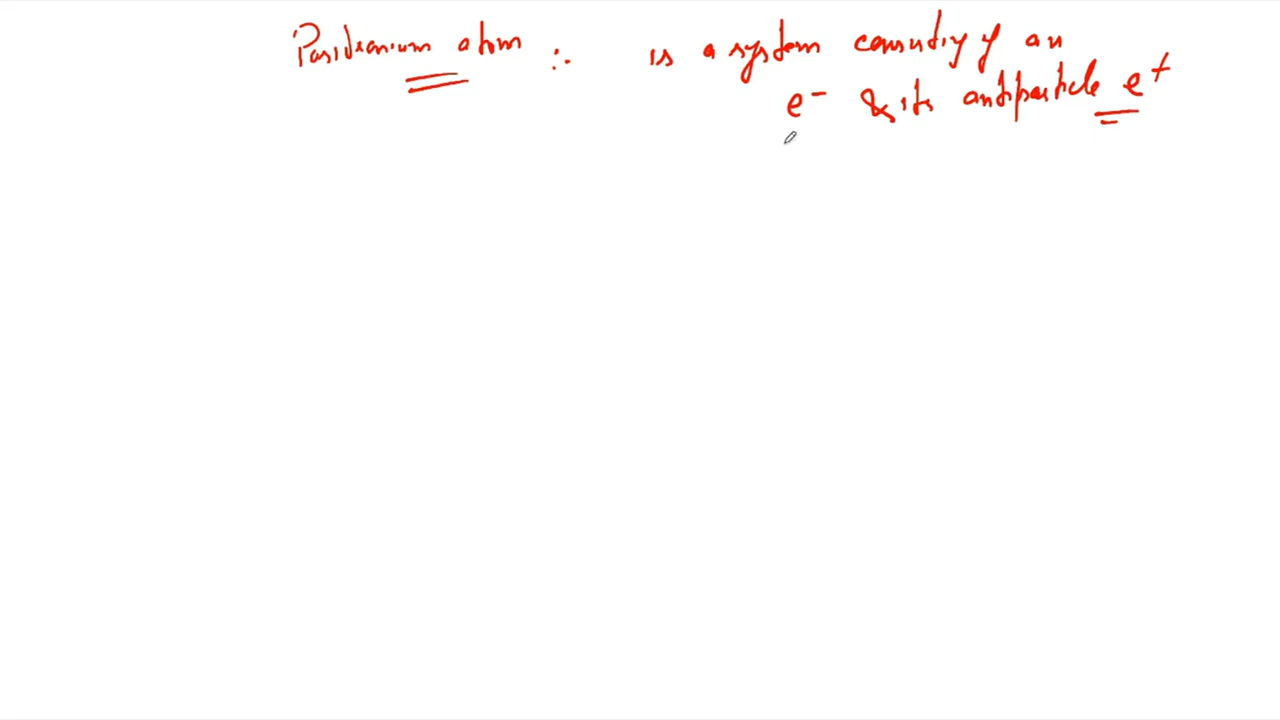 Positronium atom :. is a system consisting of an
e⁻ & its antiparticle e⁺